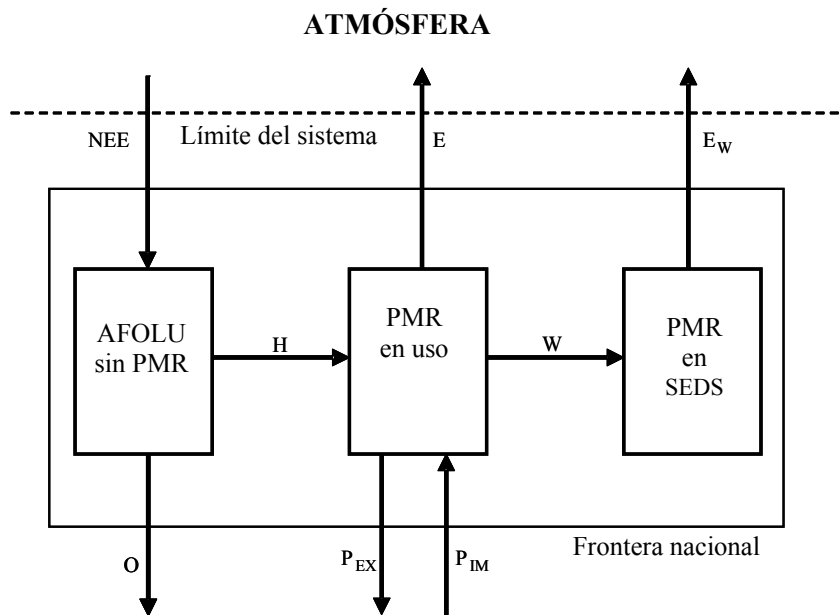 ATMÓSFERA
NEE
Límite del sistema
E
E_W
AFOLU
sin PMR
H
PMR
en uso
W
PMR
en
SEDS
O
P_EX
P_IM
Frontera nacional